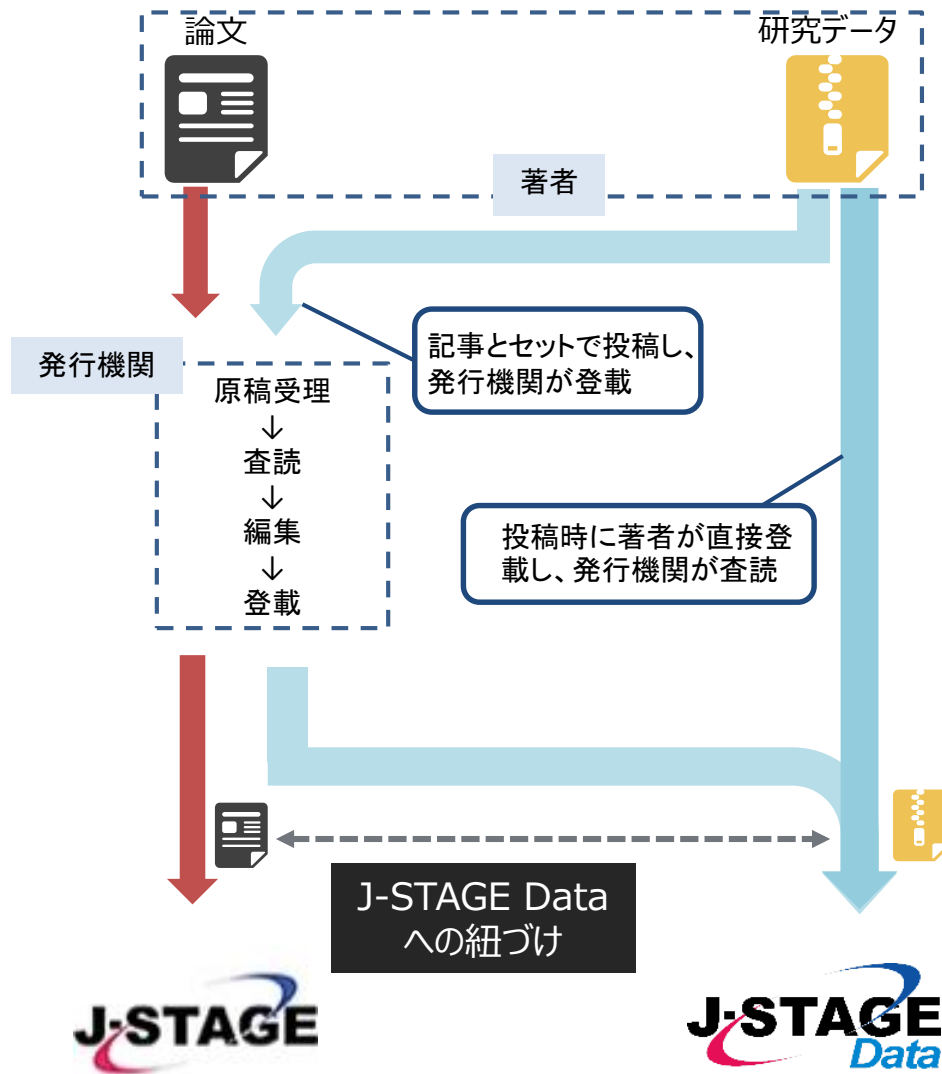 論文
研究データ
著者
記事とセットで投稿し、
発行機関が登載
発行機関
原稿受理
↓
査読
↓
編集
↓
登載
投稿時に著者が直接登
載し、発行機関が査読
J-STAGE Data
への紐づけ
J-STAGE
J-STAGE
Data